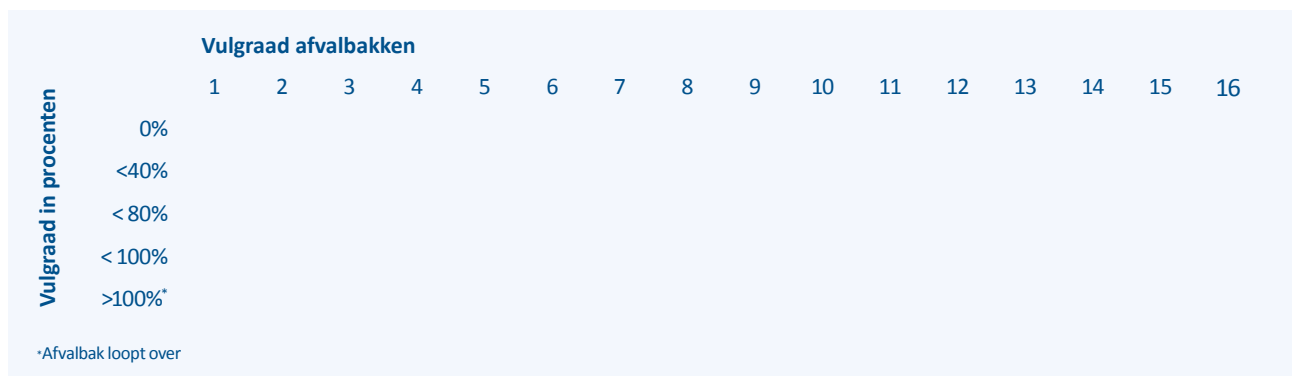 Vulgraad afvalbakken
1 2 3 4 5 6 7 8 9 10 11 12 13 14 15 16
Vulgraad in procenten
0%
<40%
< 80%
< 100%
>100%*
*Afvalbak loopt over